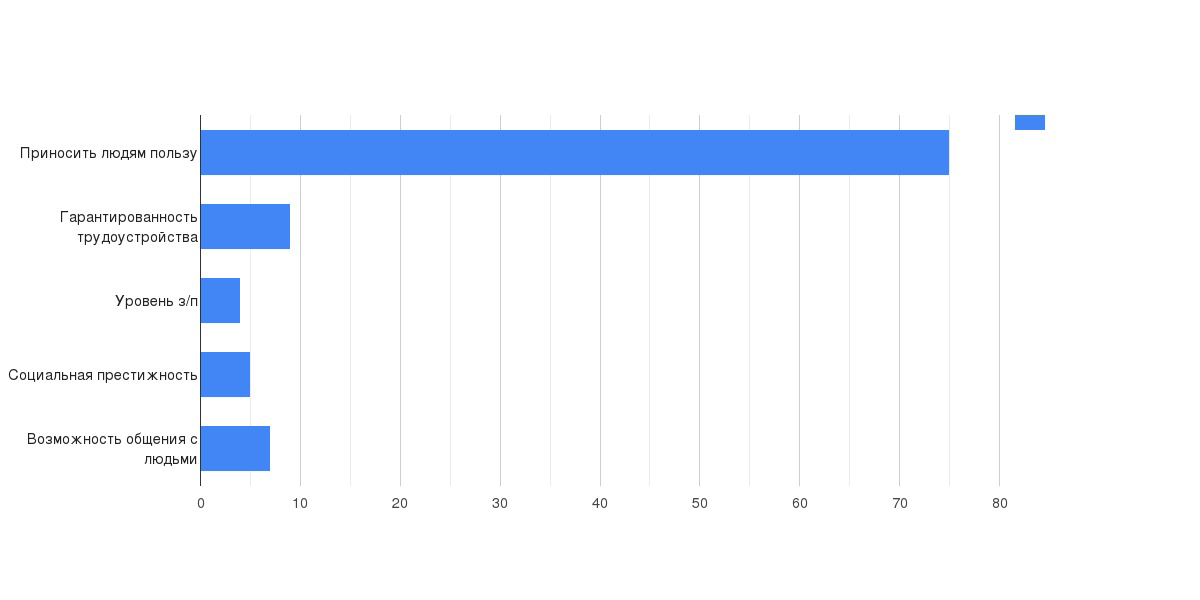 Приносить людям пользу
Гарантированность
трудоустройства
Уровень з/п
Социальная престижность
Возможность общения с
людьми
0 10 20 30 40 50 60 70 80